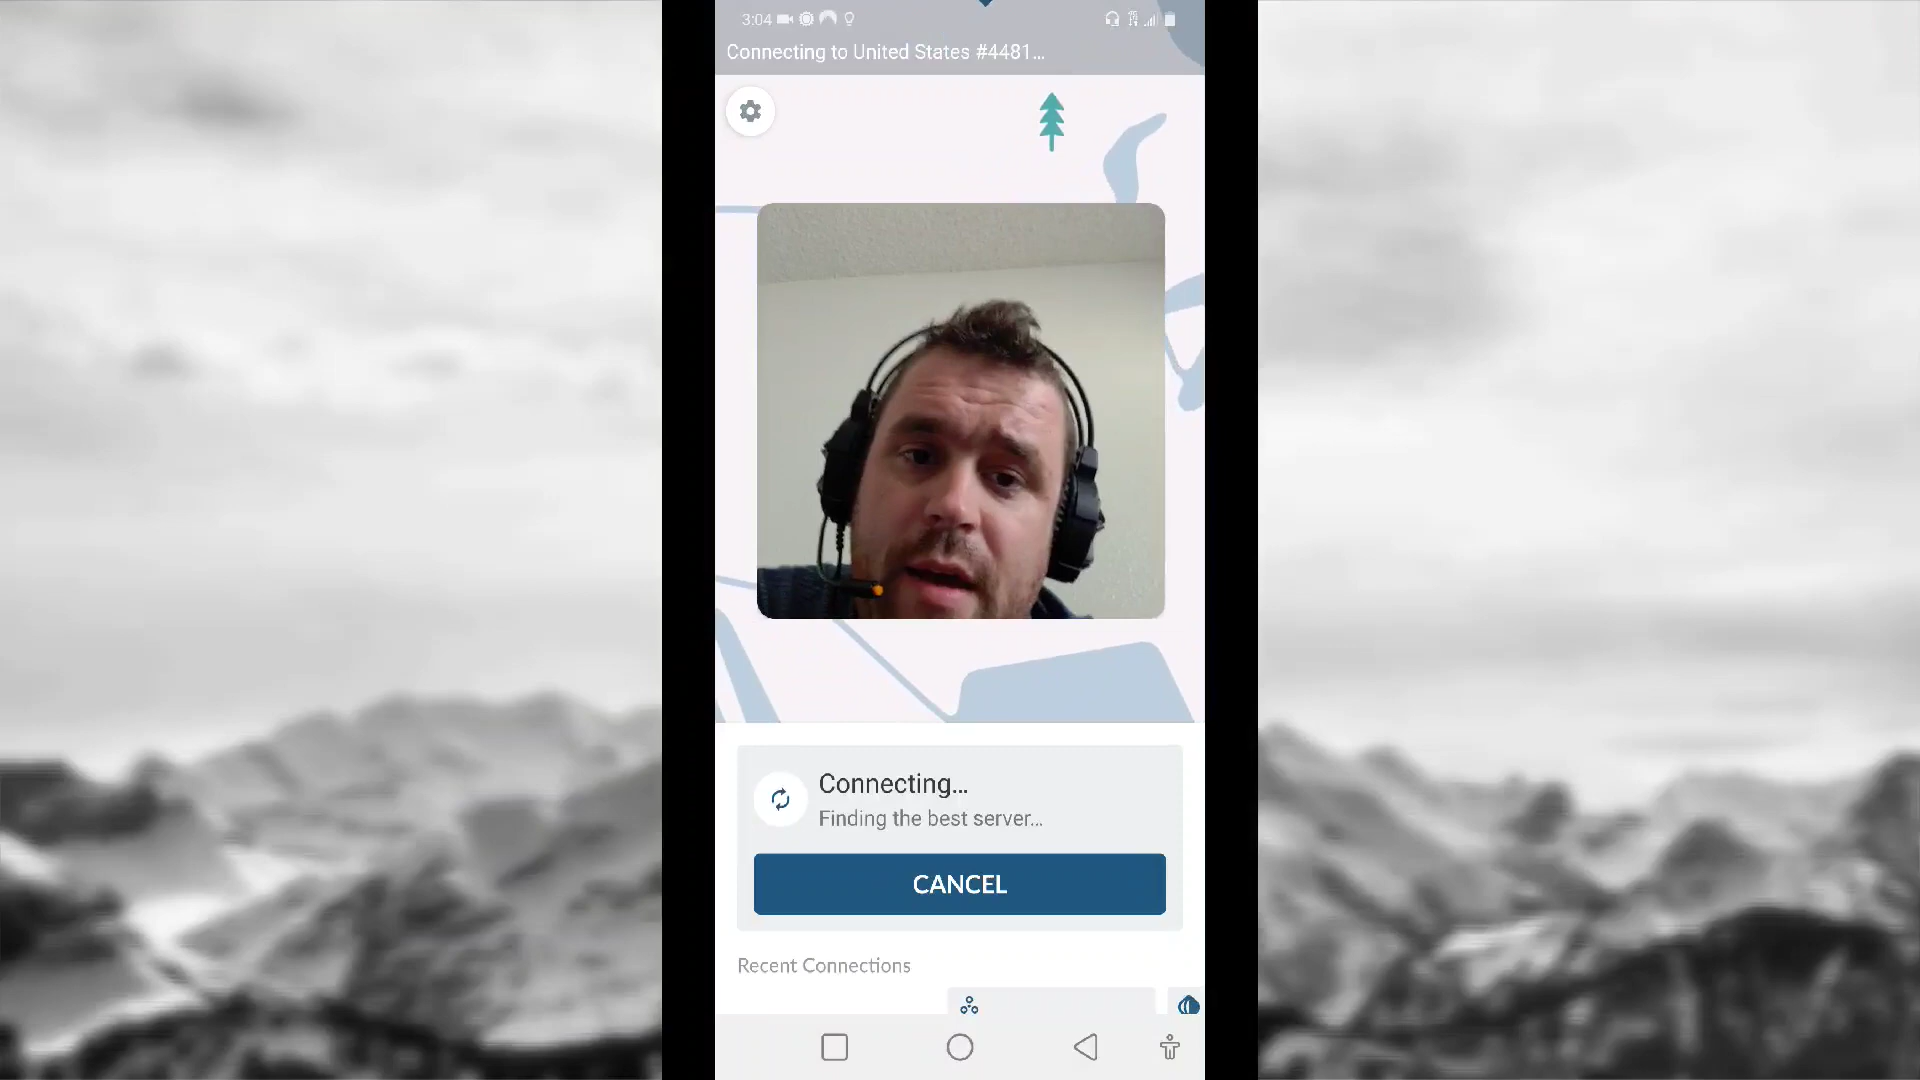 3:04
Connecting to United States #4481...
Connecting...
Finding the best server...
CANCEL
Recent Connections